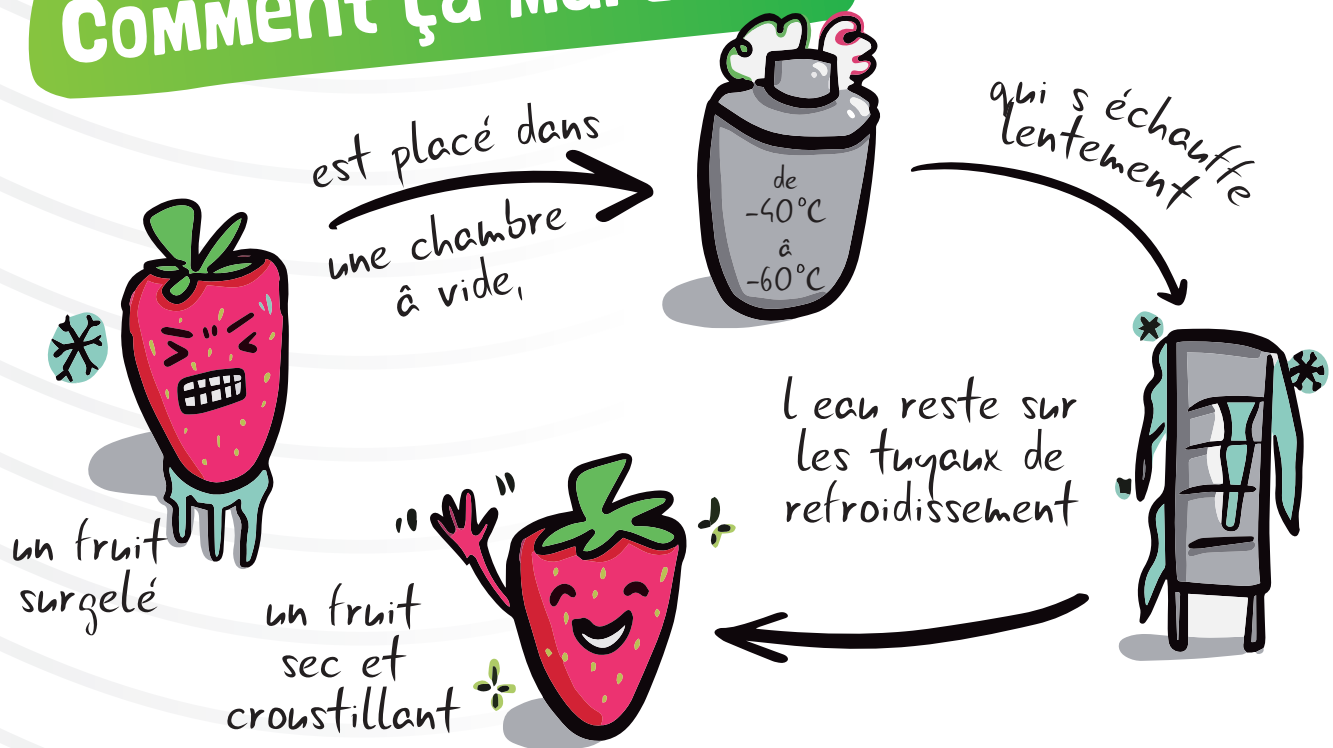 Comment ça
un fruit
surgelé
est placé dans
une chambre
â vide,
de
-40°C
â
-60°C
qui s échauffe
lentement
l eau reste sur
les tuyaux de
refroidissement
un fruit
sec et
croustillant